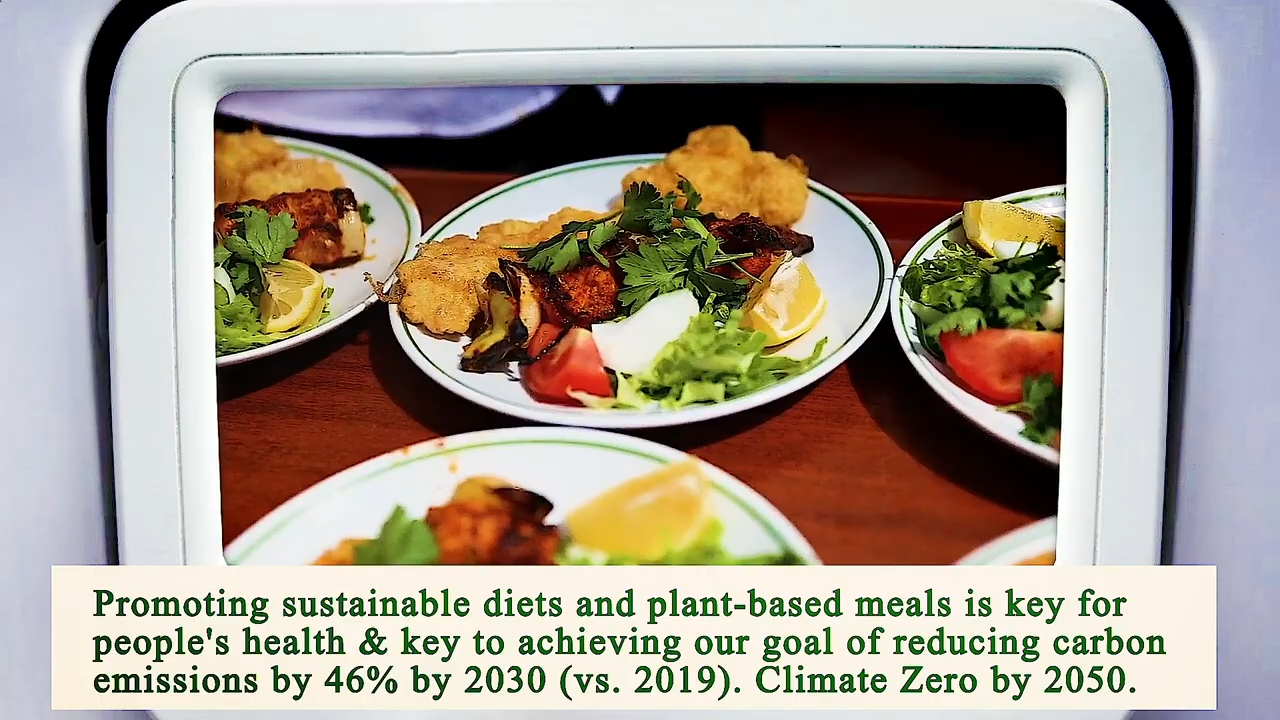 Promoting sustainable diets and plant-based meals is key for
people's health & key to achieving our goal of reducing carbon
emissions by 46% by 2030 (vs. 2019). Climate Zero by 2050.